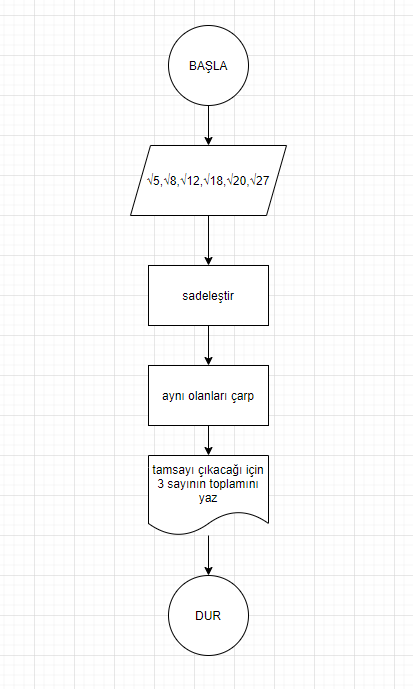 BAŞLA
√5,√8,√12,√18,√20,√27
sadeleştir
aynı olanları çarp
tamsayı çıkacağı için
3 sayının toplamını
yaz
DUR